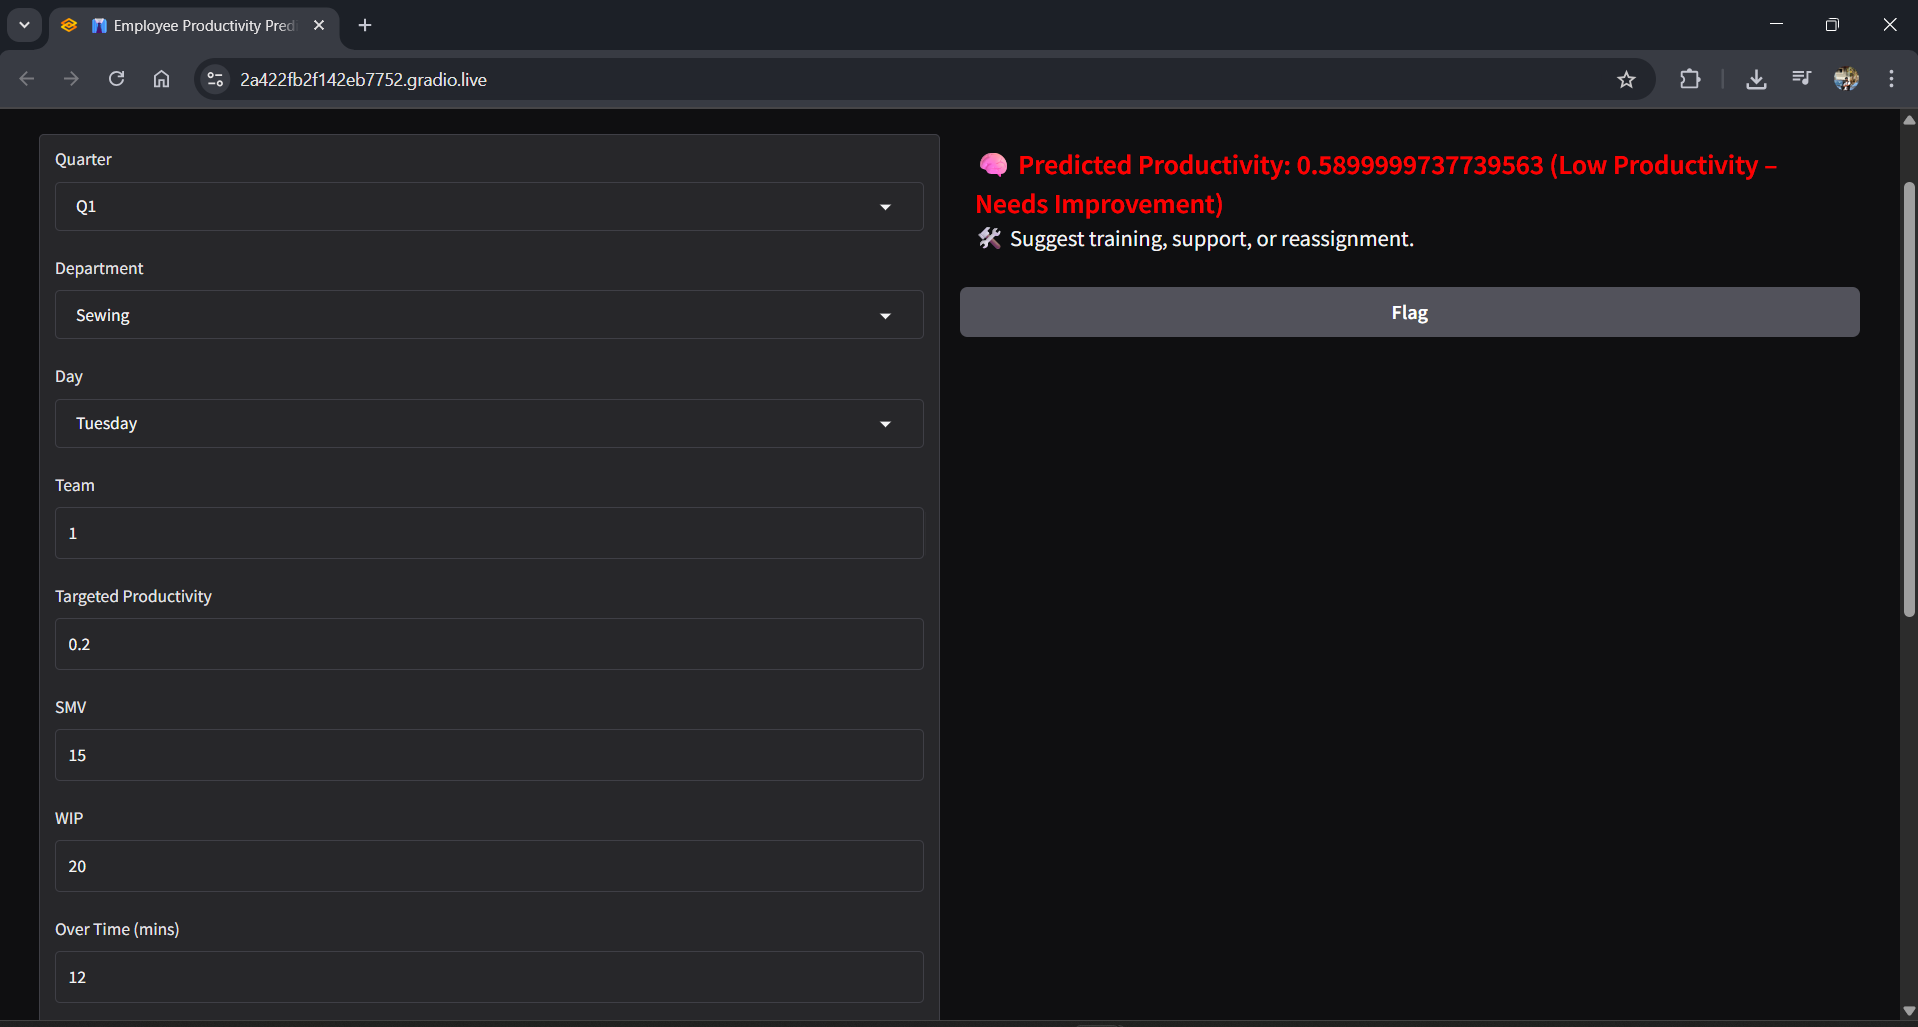 Employee Productivity Pred
2a422fb2f142eb7752.gradio.live
Quarter
Q1
Department
Sewing
Day
Tuesday
Team
1
Targeted Productivity
0.2
SMV
15
WIP
20
Over Time (mins)
12
🧠 Predicted Productivity: 0.5899999737739563 (Low Productivity –
Needs Improvement)
🛠 Suggest training, support, or reassignment.
Flag